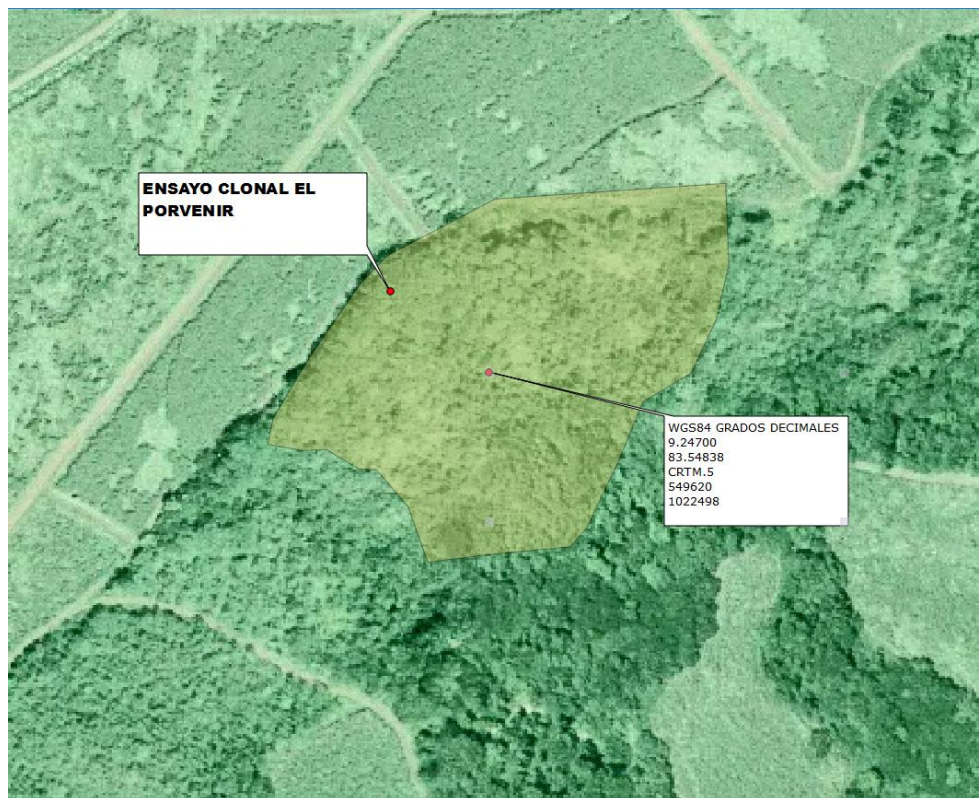 ENSAYO CLONAL EL
PORVENIR
WGS84 GRADOS DECIMALES
9.24700
83.54838
CRTM.5
549620
1022498